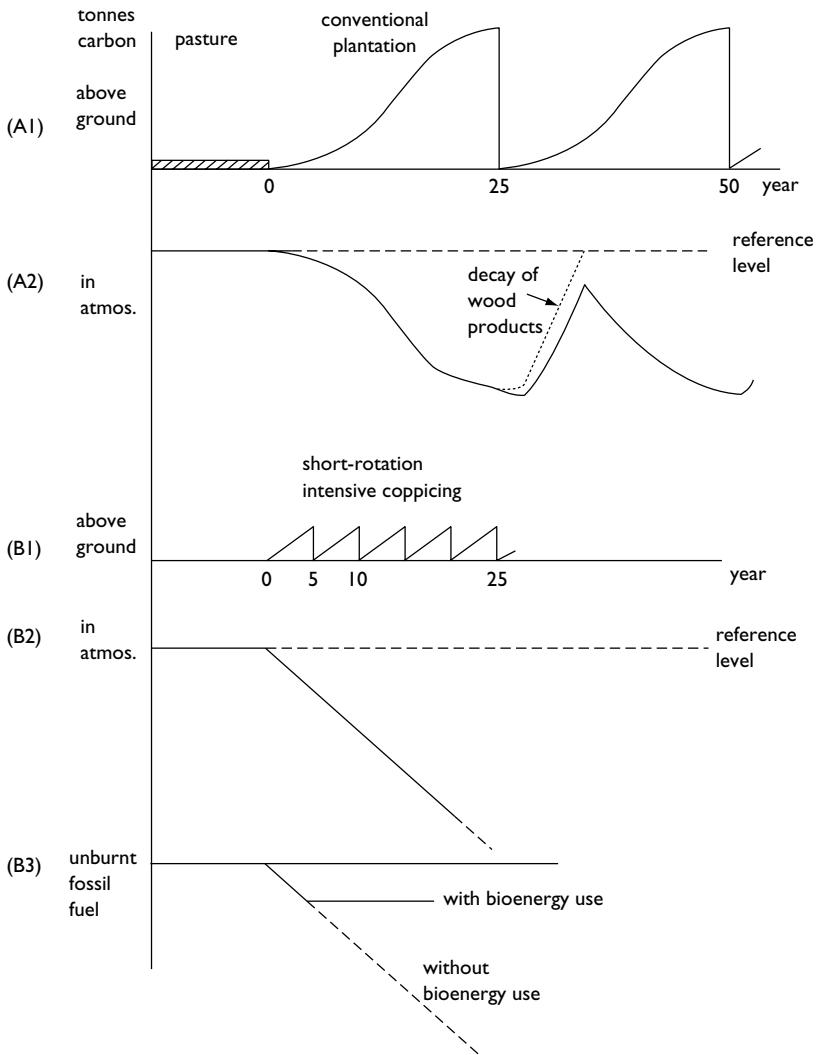 tonnes
carbon
pasture
conventional
plantation
above
ground
(A1)
0
25
50
year
(A2)
in
atmos.
reference
level
decay of
wood
products
short-rotation
intensive coppicing
above
ground
(B1)
0
5
10
25
year
(B2)
in
atmos.
reference
level
(B3)
unburnt
fossil
fuel
with bioenergy use
without
bioenergy use